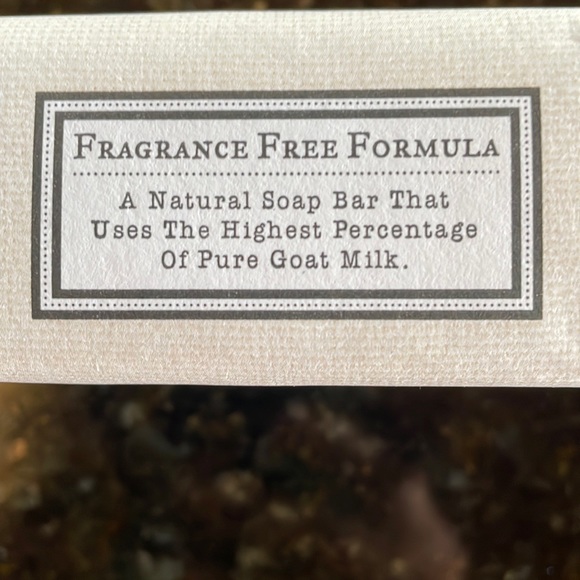 Fragrance Free Formula
A Natural Soap Bar That
Uses The Highest Percentage
Of Pure Goat Milk.